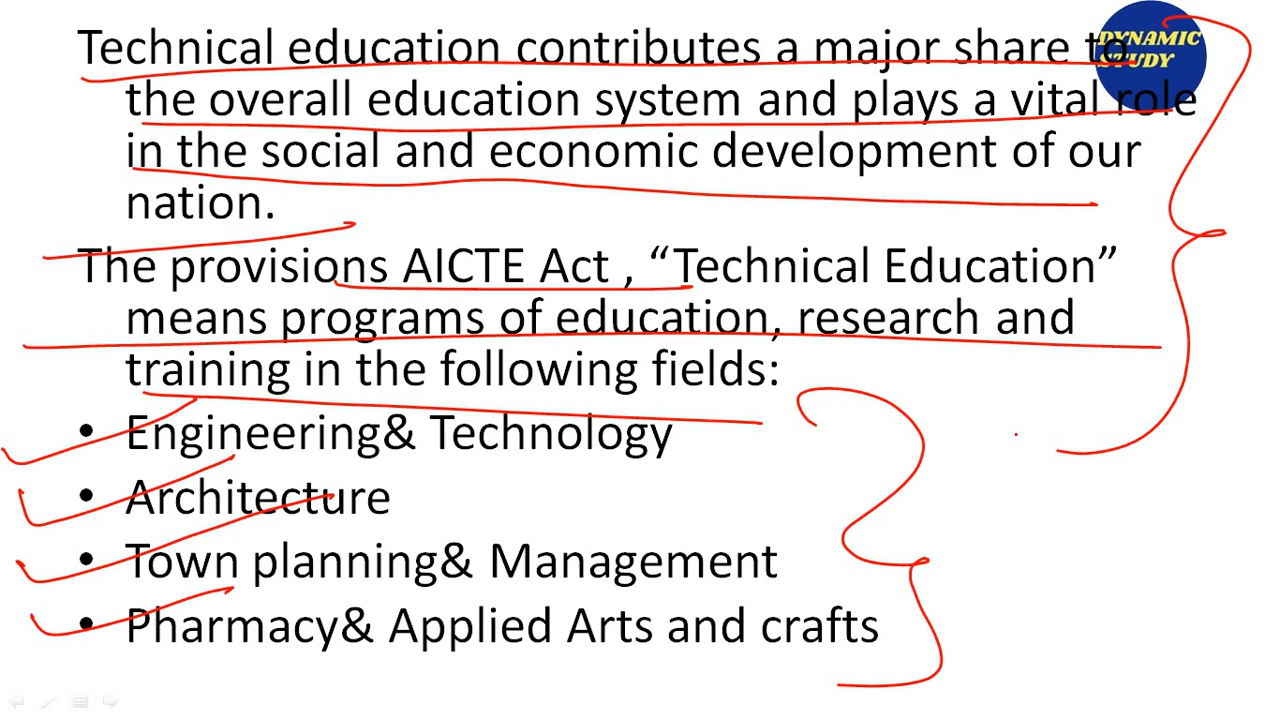 Technical education contributes a major share to
the overall education system and plays a vital role
in the social and economic development of our
nation.
The provisions AICTE Act , “Technical Education”
means programs of education, research and
training in the following fields:
• Engineering& Technology
• Architecture
• Town planning& Management
• Pharmacy& Applied Arts and crafts
DYNAMIC
STUDY